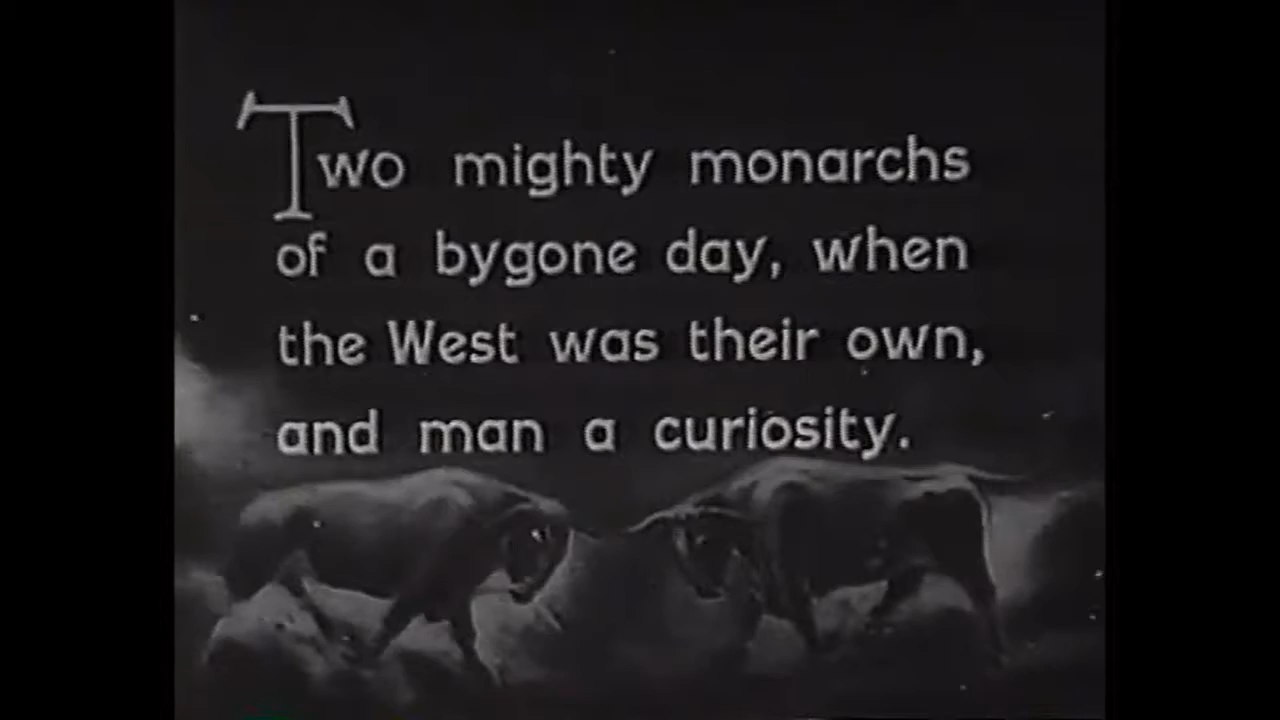 Two mighty monarchs
of a bygone day, when
the West was their own,
and man a curiosity.